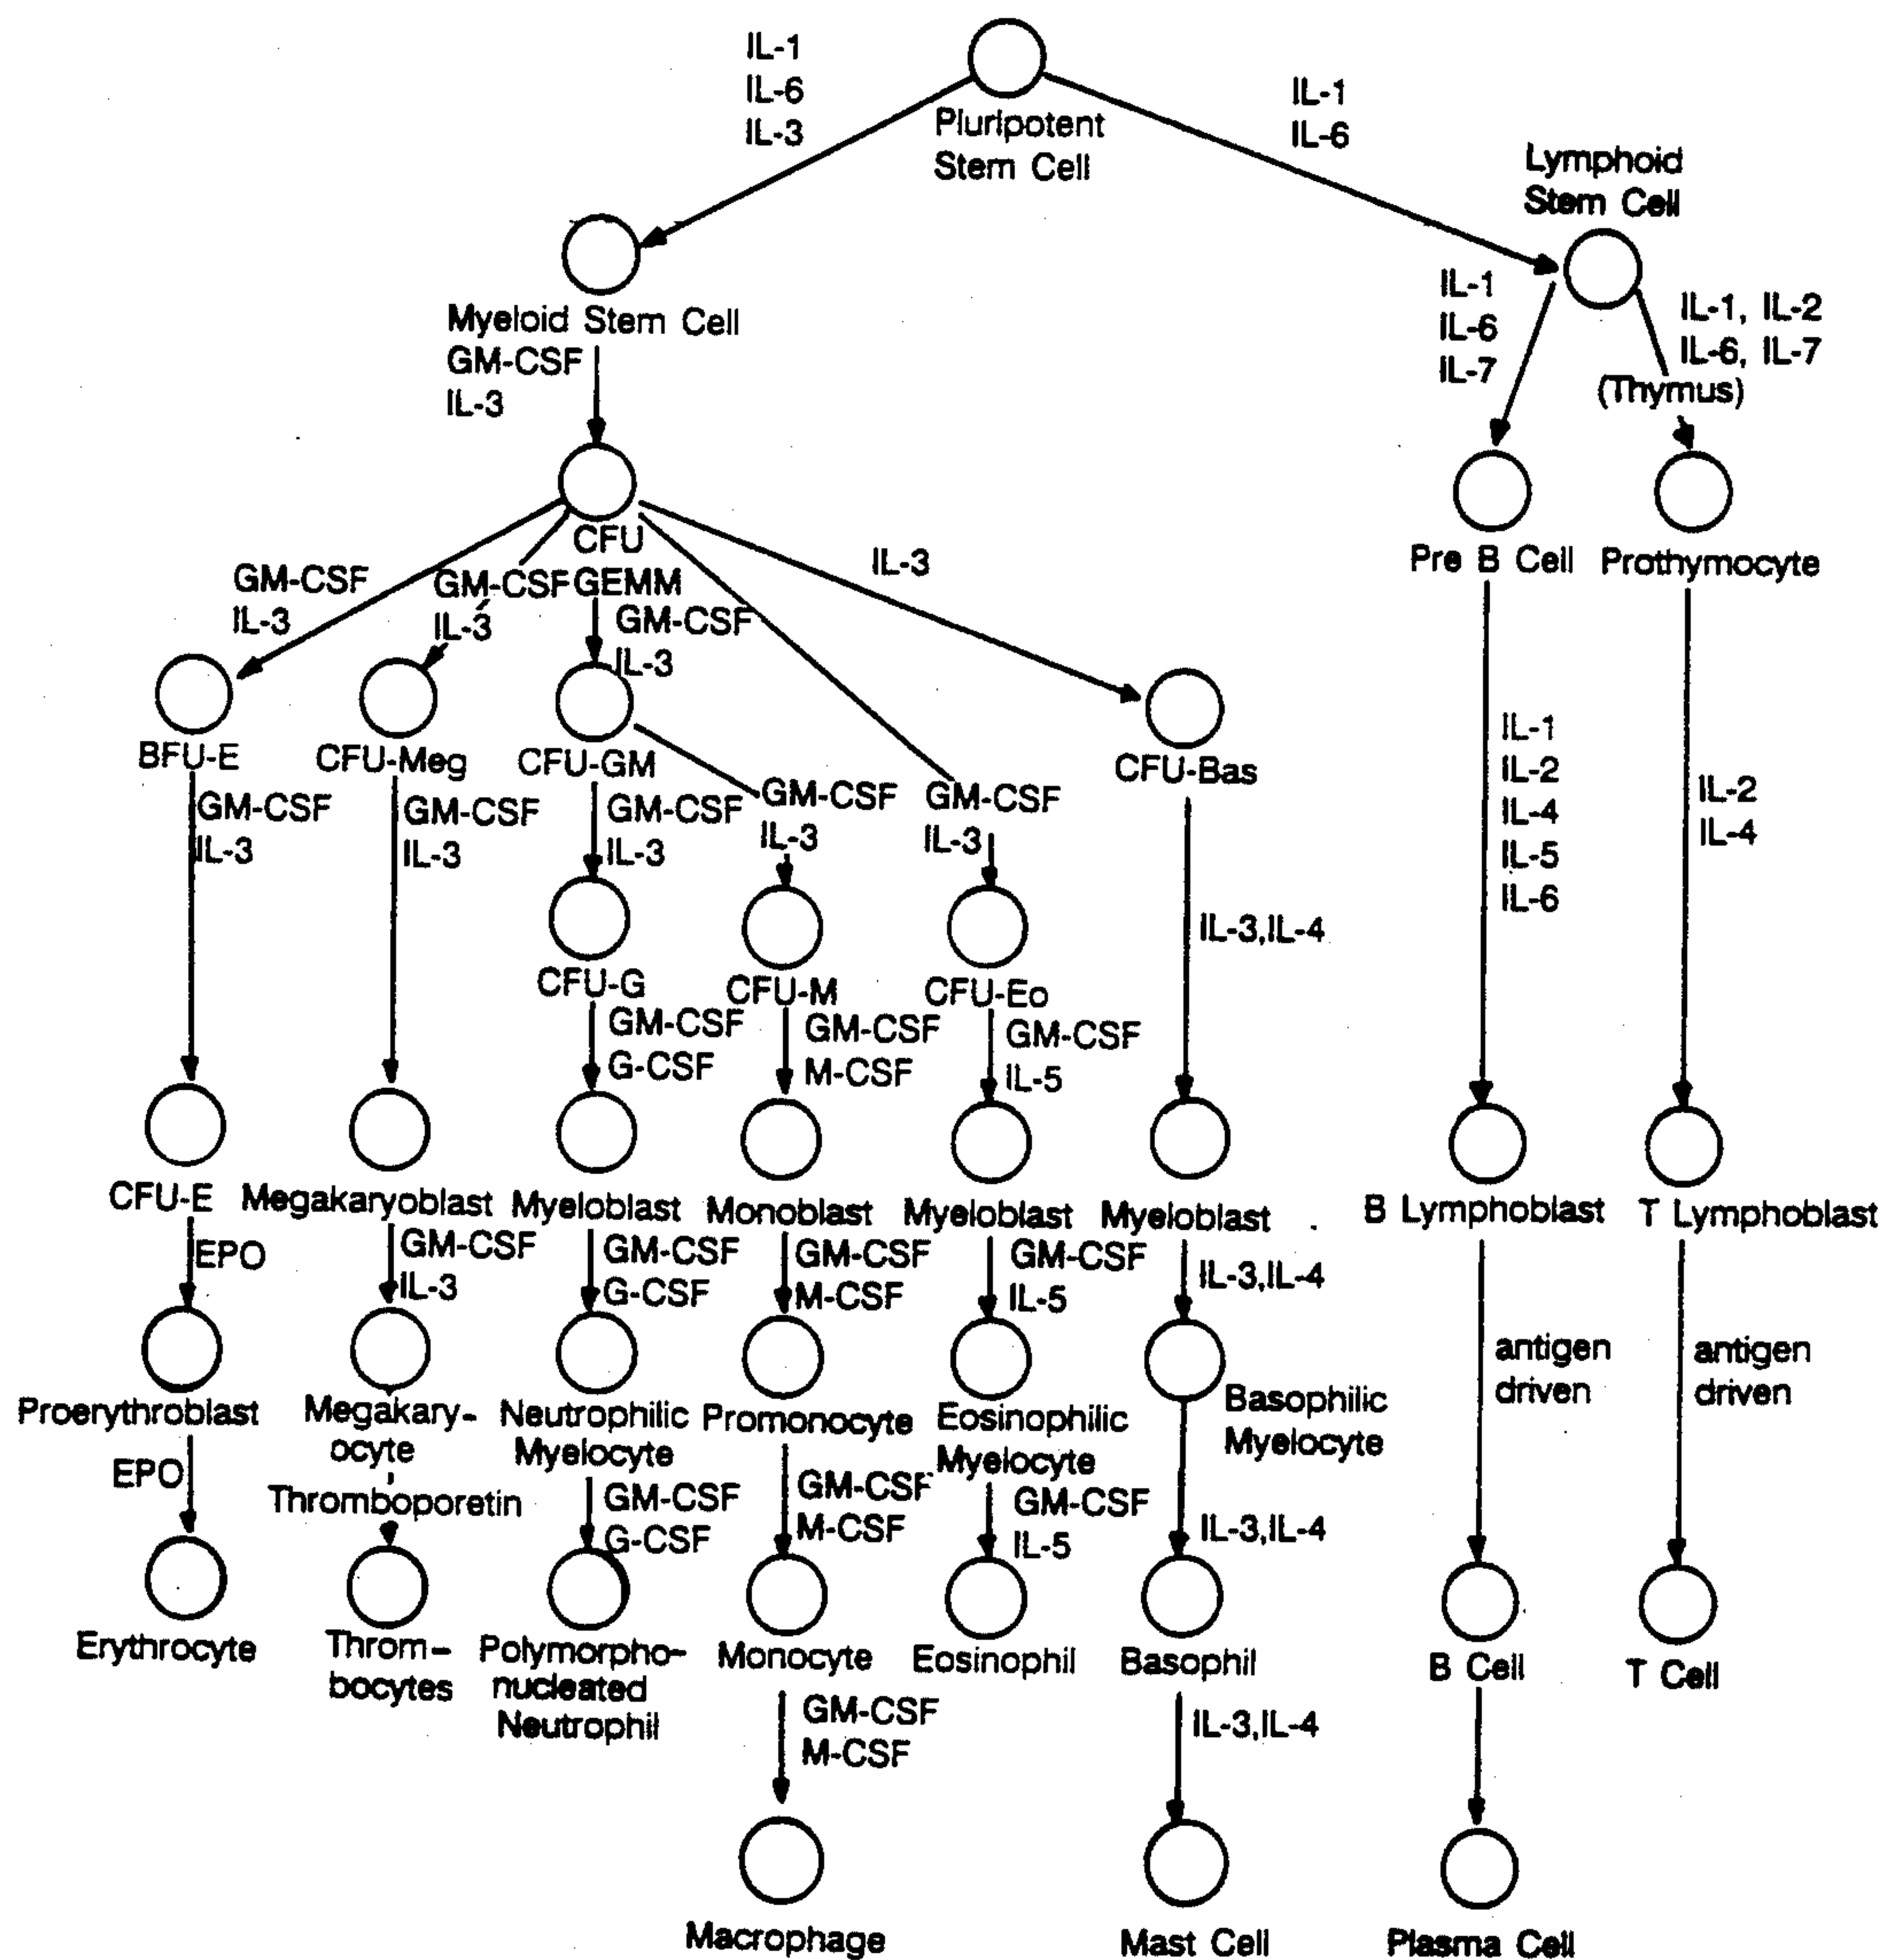 IL-1
IL-6
IL-3
Pluripotent
Stem Cell
IL-1
IL-6
Lymphoid
Stem Cell
Myeloid Stem Cell
GM-CSF
IL-3
IL-1
IL-6
IL-7
IL-1, IL-2
IL-6, IL-7
(Thymus)
CFU
GEMM
GM-CSF
IL-3
GM-CSF
IL-3
GM-CSF
IL-3
IL-3
Pre B Cell
Prothymocyte
BFU-E
CFU-Meg
CFU-GM
CFU-Bas
GM-CSF
IL-3
GM-CSF
IL-3
GM-CSF
IL-3
GM-CSF
IL-3
GM-CSF
IL-3
IL-3,IL-4
IL-1
IL-2
IL-4
IL-5
IL-6
IL-2
IL-4
CFU-G
CFU-M
CFU-Eo
GM-CSF
G-CSF
GM-CSF
M-CSF
GM-CSF
IL-5
CFU-E
Megakaryoblast
Myeloblast
Monoblast
Myeloblast
Myeloblast
B Lymphoblast
T Lymphoblast
EPO
GM-CSF
IL-3
GM-CSF
G-CSF
GM-CSF
M-CSF
GM-CSF
IL-5
IL-3,IL-4
antigen
driven
antigen
driven
Proerythroblast
Megakary-
ocyte
Neutrophilic
Myelocyte
Promonocyte
Eosinophilic
Myelocyte
Basophilic
Myelocyte
EPO
Thromboporetin
GM-CSF
G-CSF
GM-CSF
M-CSF
GM-CSF
IL-5
IL-3,IL-4
Erythrocyte
Throm-
bocytes
Polymorpho-
nucleated
Neutrophil
Monocyte
Eosinophil
Basophil
B Cell
T Cell
GM-CSF
M-CSF
IL-3,IL-4
Macrophage
Mast Cell
Plasma Cell